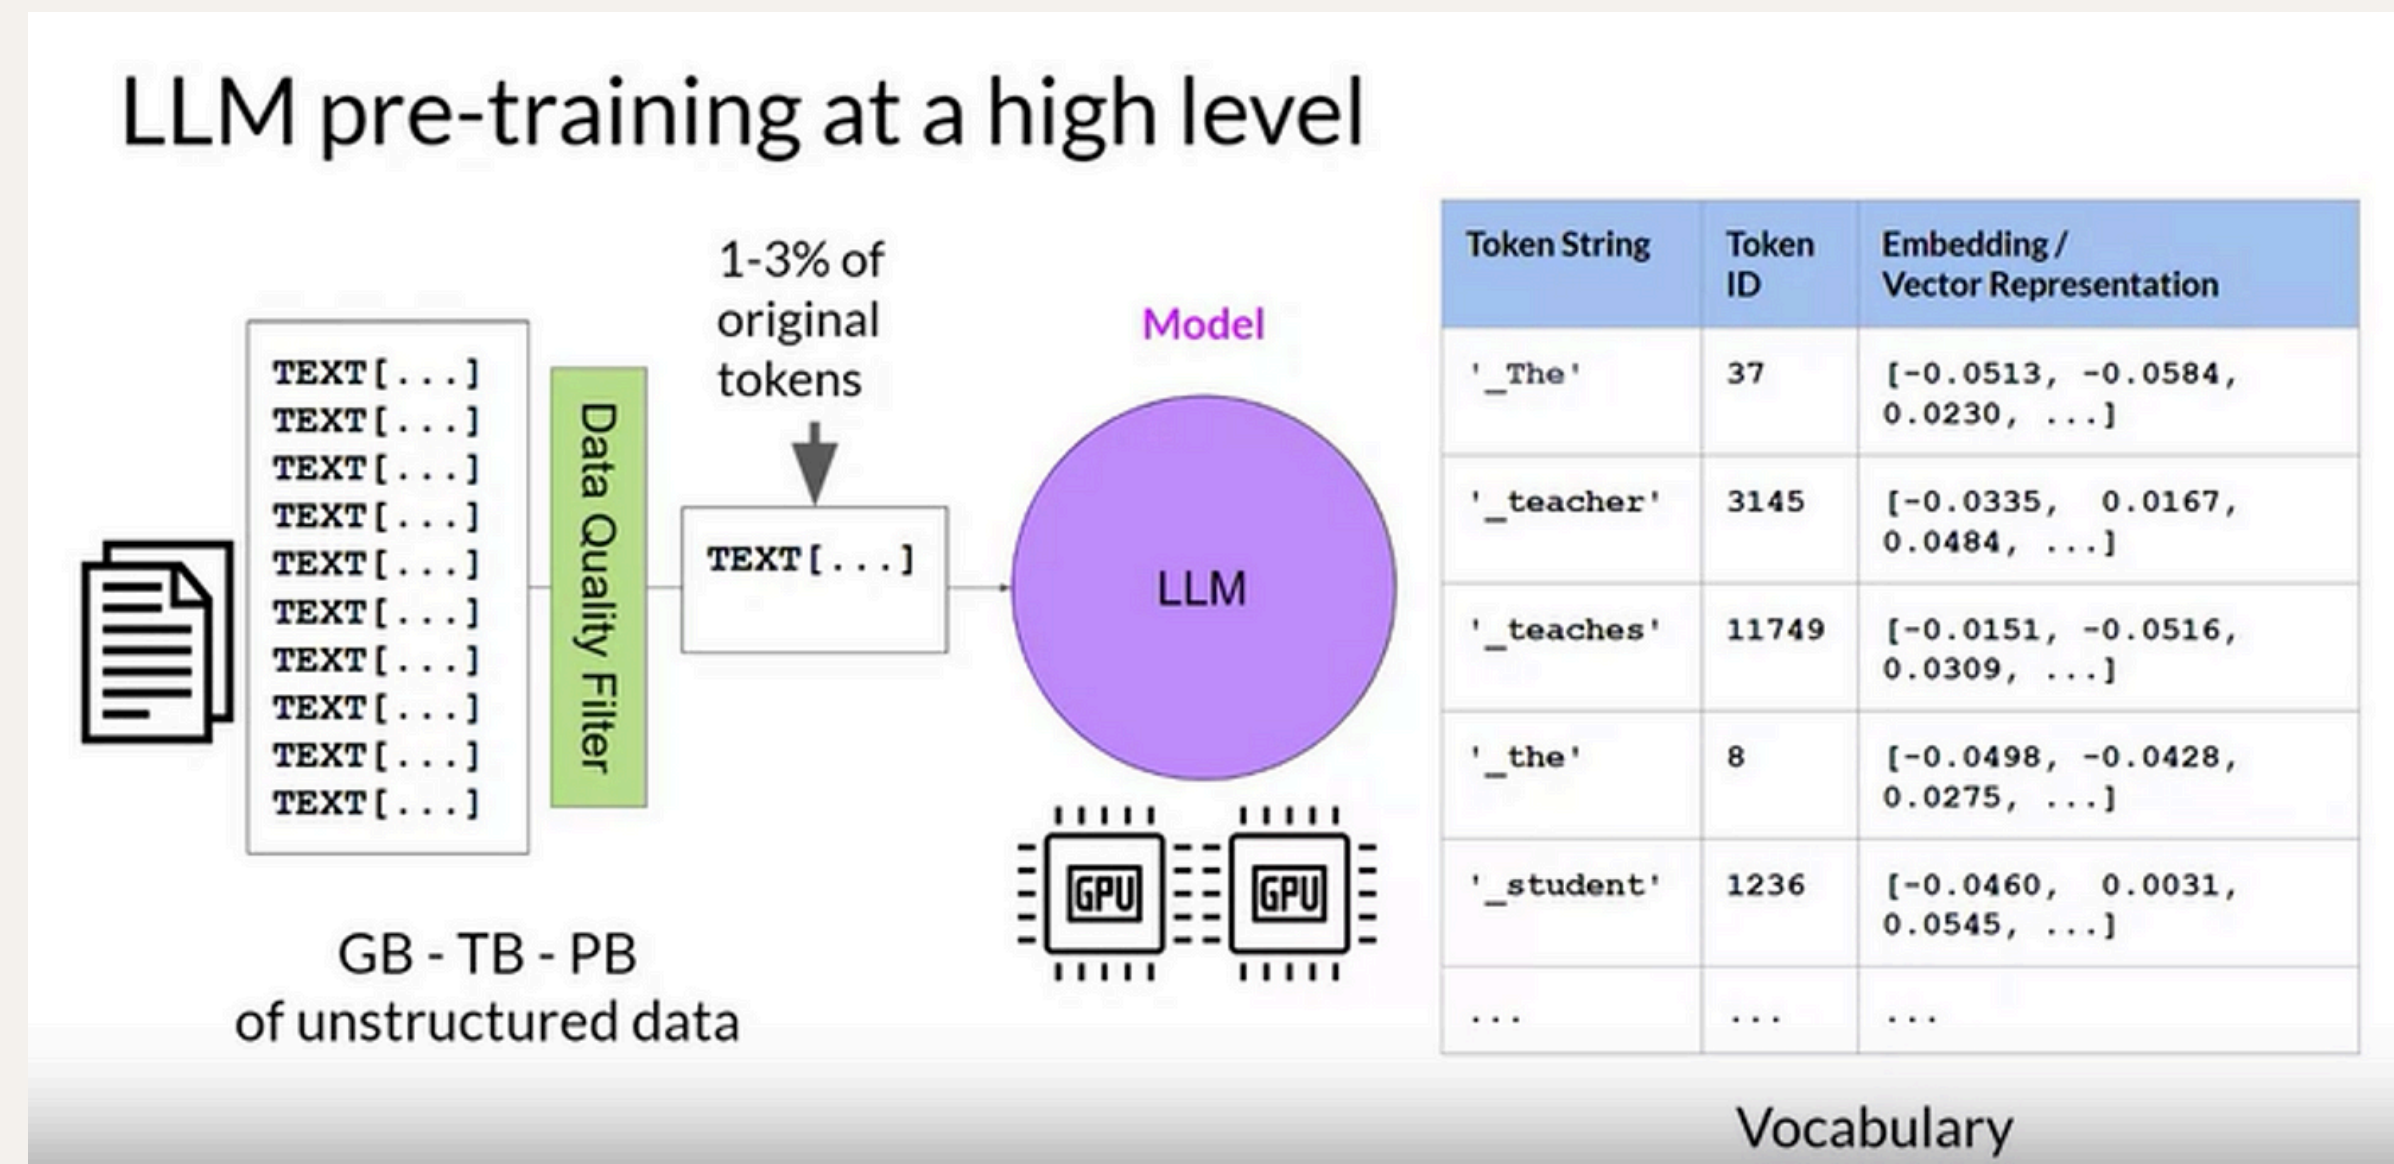 LLM pre-training at a high level
1-3% of
original
tokens
TEXT[...]
TEXT[...]
TEXT[...]
TEXT[...]
TEXT[...]
TEXT[...]
TEXT[...]
TEXT[...]
TEXT[...]
TEXT[...]
Data Quality Filter
TEXT[...]
Model
LLM
GPU GPU
GB - TB - PB
of unstructured data
Token String Token ID Embedding / Vector Representation
'_The' 37 [-0.0513, -0.0584,
0.0230, ...]
'_teacher' 3145 [-0.0335, 0.0167,
0.0484, ...]
'_teaches' 11749 [-0.0151, -0.0516,
0.0309, ...]
'_the' 8 [-0.0498, -0.0428,
0.0275, ...]
'_student' 1236 [-0.0460, 0.0031,
0.0545, ...]
... ... ...
Vocabulary